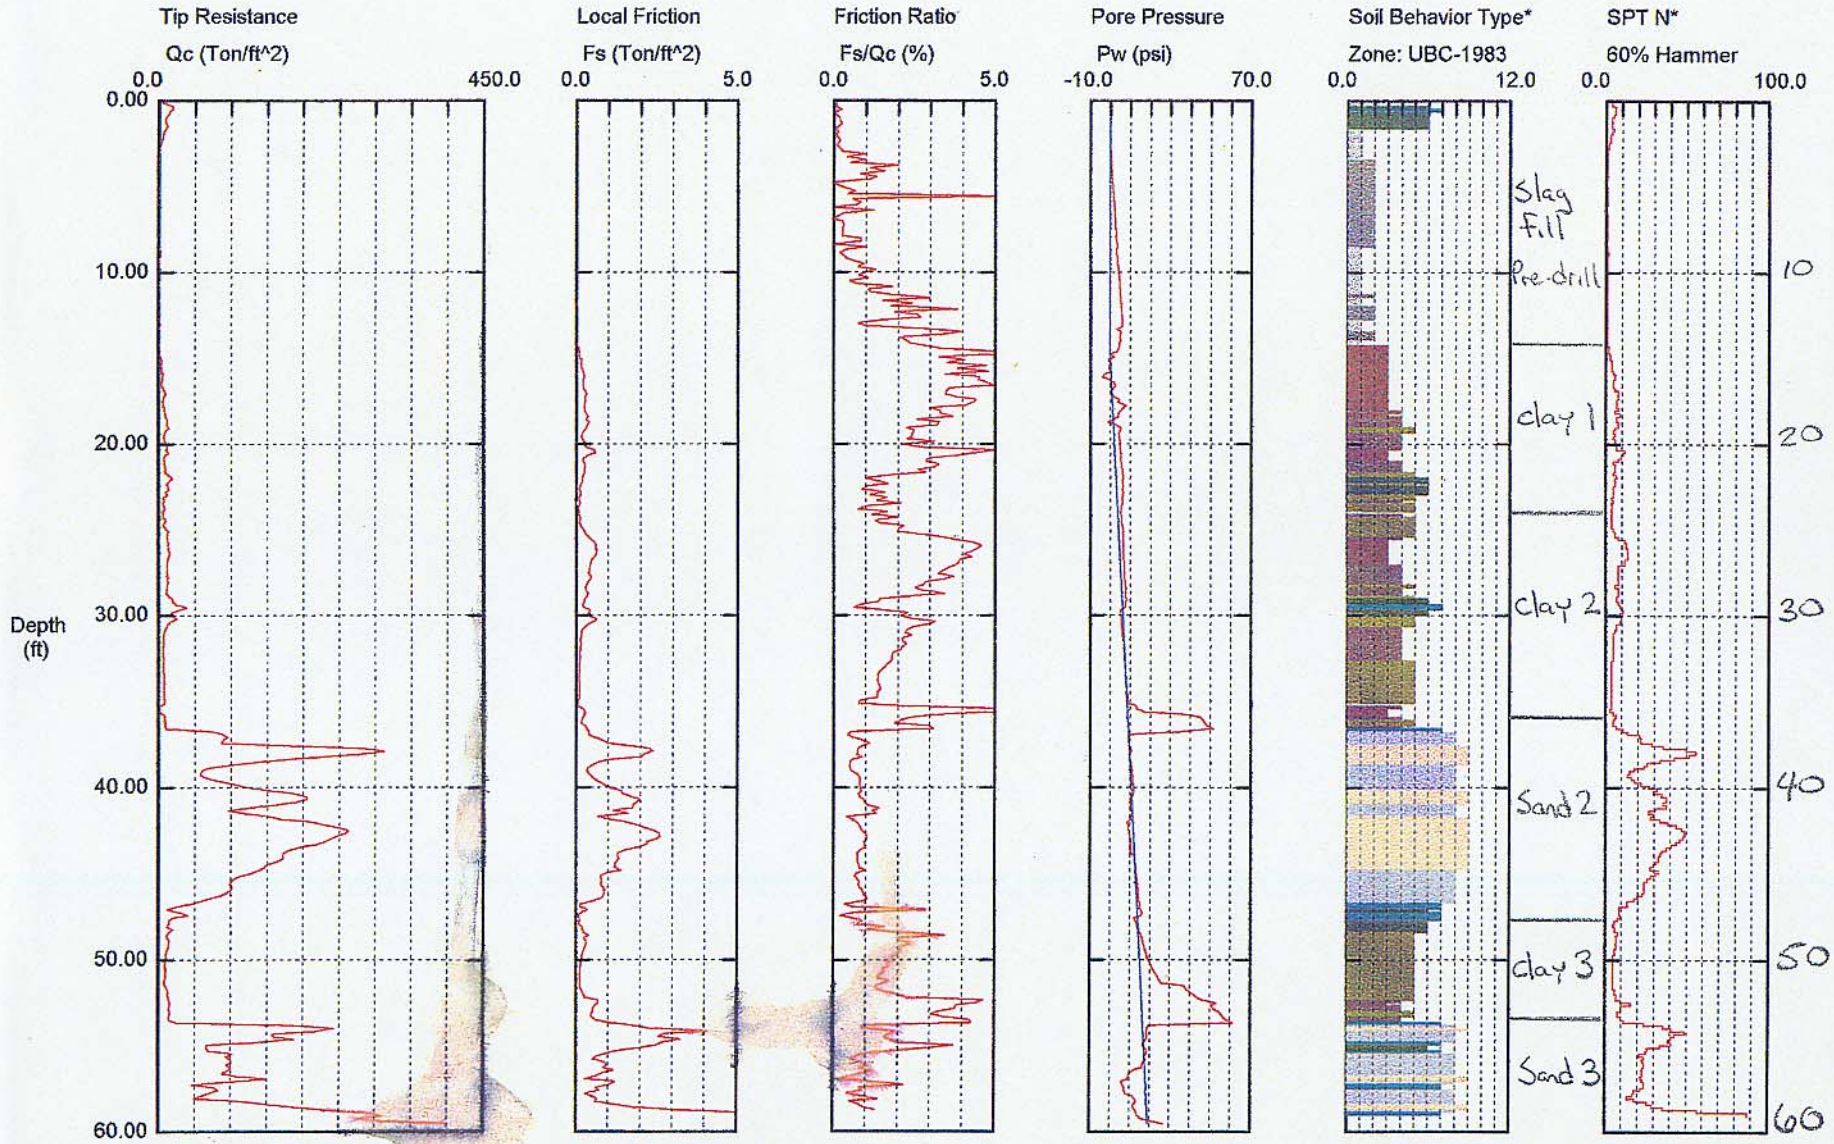 Tip Resistance
Qc (Ton/ft^2)
0.0 450.0
Local Friction
Fs (Ton/ft^2)
0.0 5.0
Friction Ratio
Fs/Qc (%)
0.0 5.0
Pore Pressure
Pw (psi)
-10.0 70.0
Soil Behavior Type*
Zone: UBC-1983
0.0 12.0
SPT N*
60% Hammer
0.0 100.0
Depth
(ft)
0.00
10.00
20.00
30.00
40.00
50.00
60.00
Slag
fill
Pre-drill
Clay 1
Clay 2
Sand 2
Clay 3
Sand 3
10
20
30
40
50
60